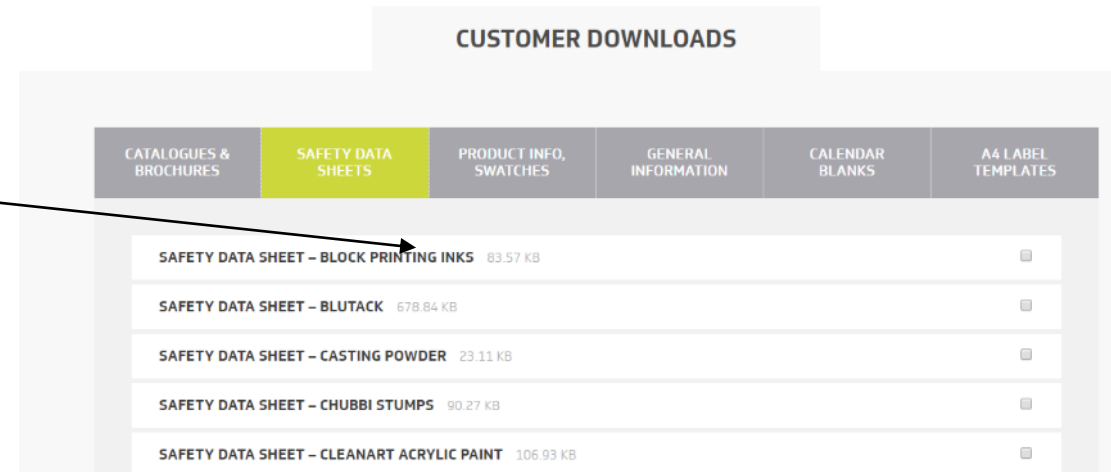 CUSTOMER DOWNLOADS
CATALOGUES & BROCHURES
SAFETY DATA SHEETS
PRODUCT INFO, SWATCHES
GENERAL INFORMATION
CALENDAR BLANKS
A4 LABEL TEMPLATES
SAFETY DATA SHEET – BLOCK PRINTING INKS 83.57 KB
SAFETY DATA SHEET – BLUTACK 678.84 KB
SAFETY DATA SHEET – CASTING POWDER 23.11 KB
SAFETY DATA SHEET – CHUBBI STUMPS 90.27 KB
SAFETY DATA SHEET – CLEANART ACRYLIC PAINT 106.93 KB